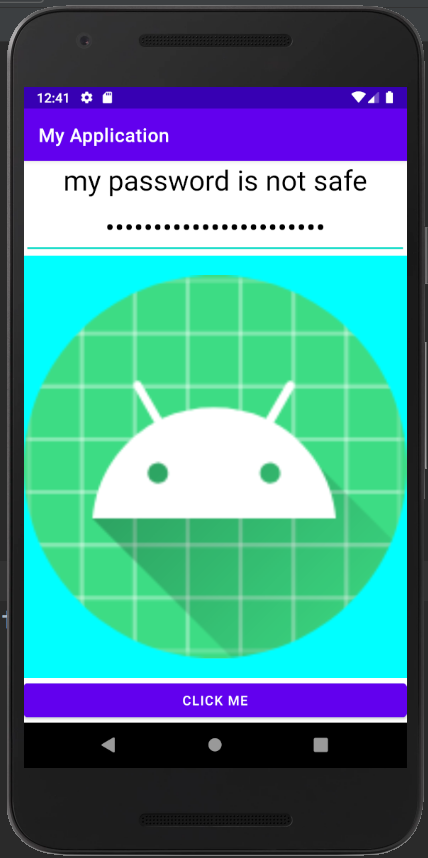 12:41
My Application
my password is not safe
•••••••••••••••••••••••
CLICK ME